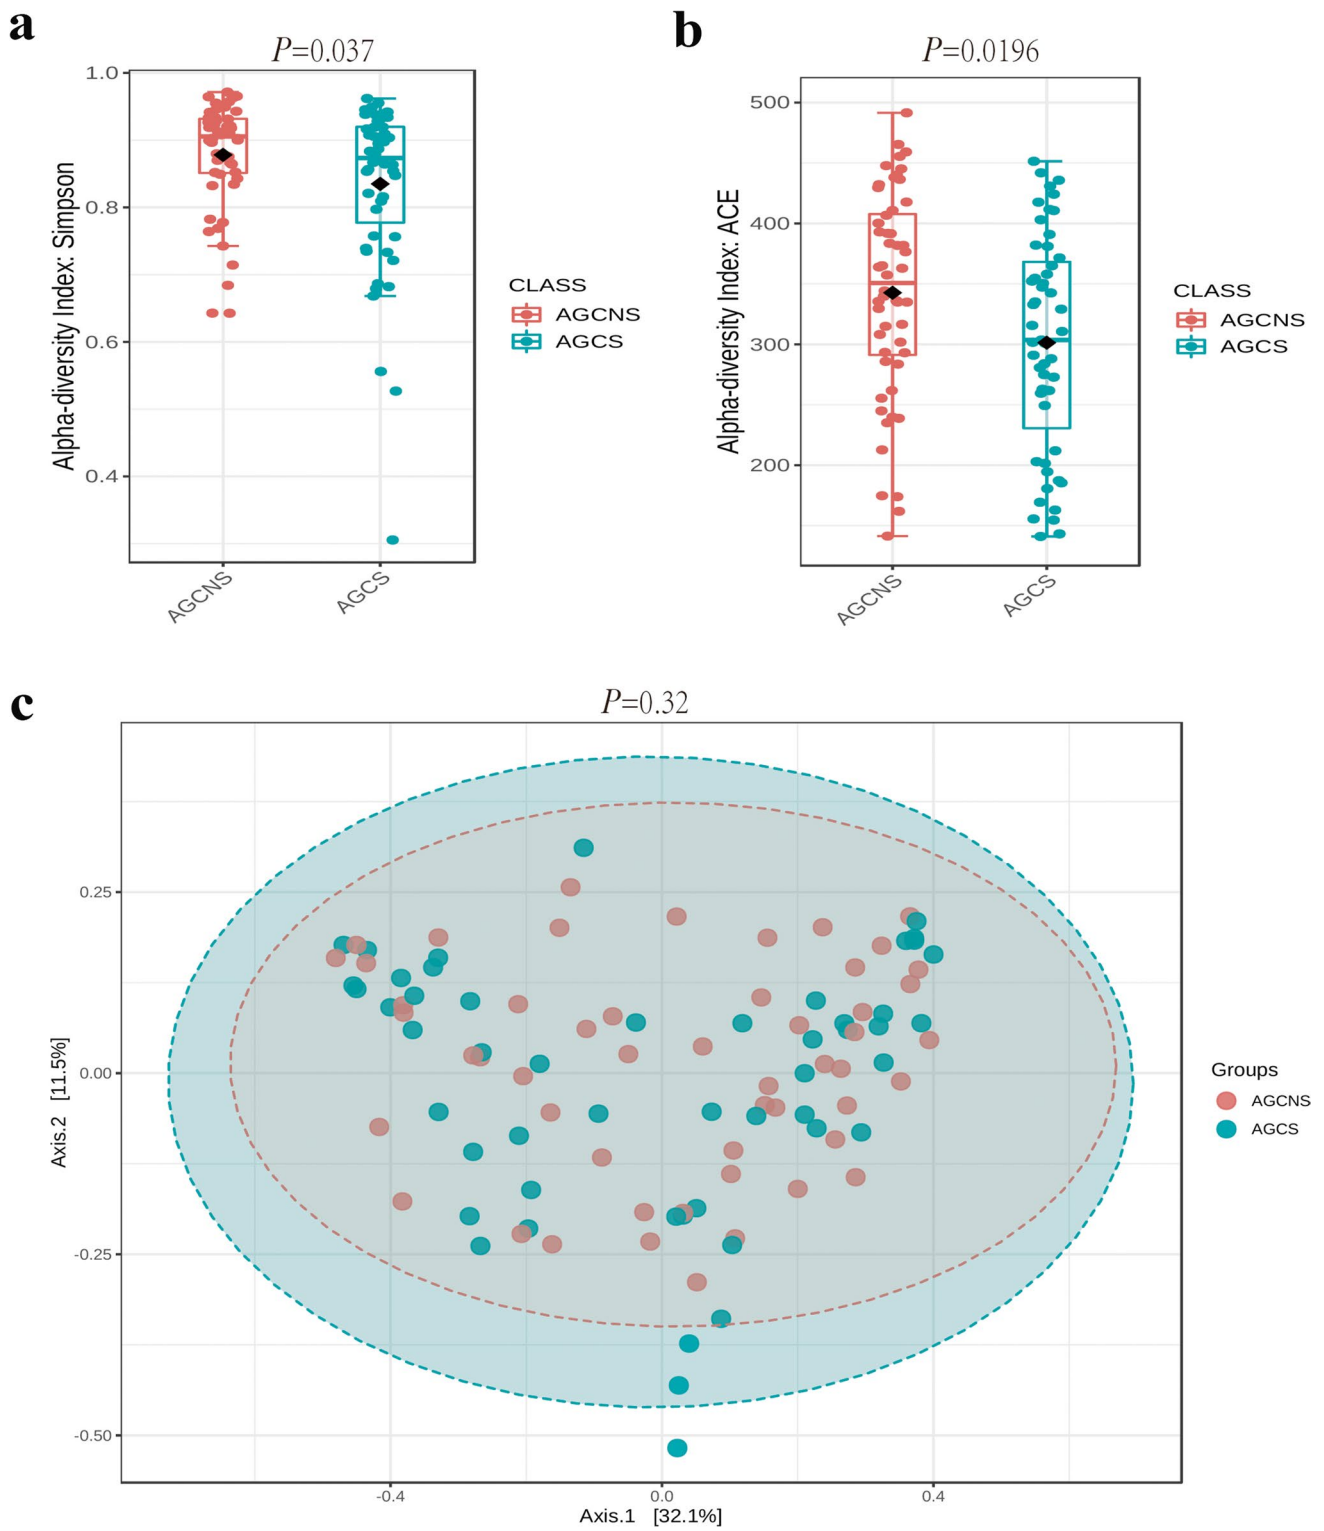 a
P=0.037
Alpha-diversity Index: Simpson
1.0
0.8
0.6
0.4
AGCNS
AGCS
CLASS
AGCNS
AGCS
b
P=0.0196
Alpha-diversity Index: ACE
500
400
300
200
AGCNS
AGCS
CLASS
AGCNS
AGCS
c
P=0.32
Axis.2 [11.5%]
0.25
0.00
-0.25
-0.50
-0.4
0.0
0.4
Axis.1 [32.1%]
Groups
AGCNS
AGCS